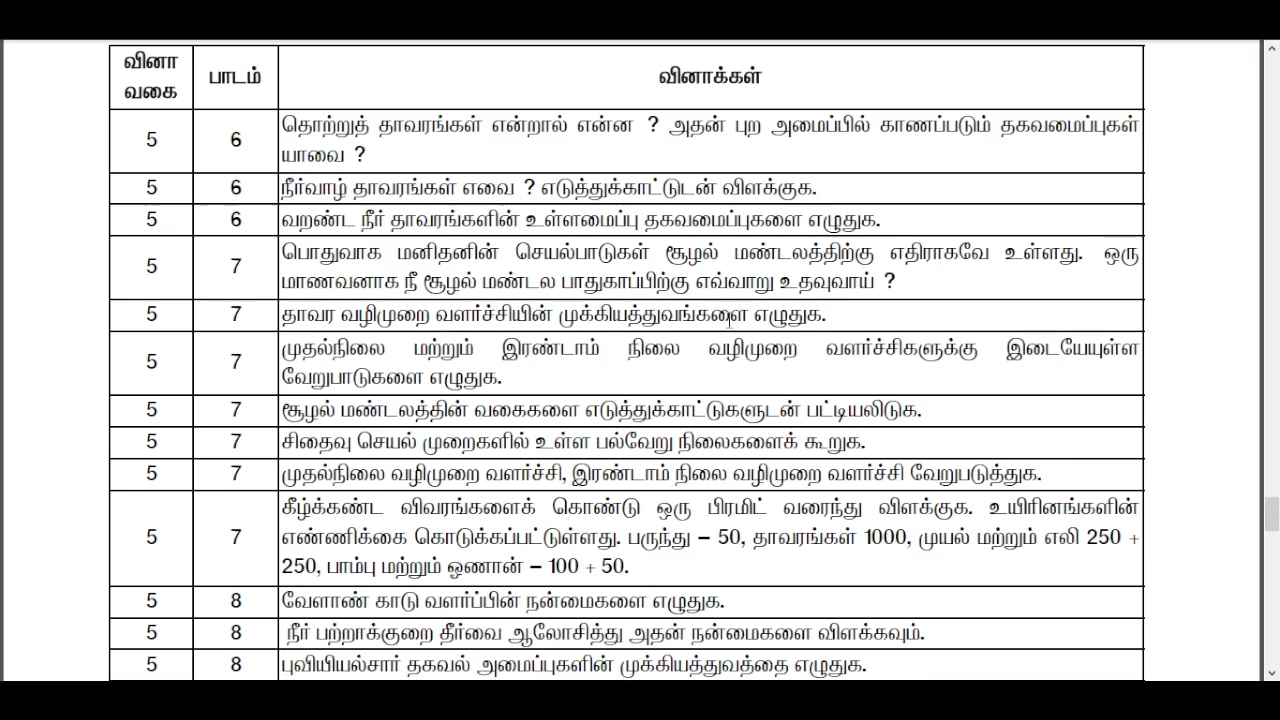 வினா வகை பாடம் வினாக்கள்
5 6 தொற்றுத் தாவரங்கள் என்றால் என்ன ? அதன் புற அமைப்பில் காணப்படும் தகவமைப்புகள்
யாவை ?
5 6 நீர்வாழ் தாவரங்கள் எவை ? எடுத்துக்காட்டுடன் விளக்குக.
5 6 வறண்ட நீர் தாவரங்களின் உள்ளமைப்பு தகவமைப்புகளை எழுதுக.
5 7 பொதுவாக மனிதனின் செயல்பாடுகள் சூழல் மண்டலத்திற்கு எதிராகவே உள்ளது. ஒரு
மாணவனாக நீ சூழல் மண்டல பாதுகாப்பிற்கு எவ்வாறு உதவுவாய் ?
5 7 தாவர வழிமுறை வளர்ச்சியின் முக்கியத்துவங்களை எழுதுக.
5 7 முதல்நிலை மற்றும் இரண்டாம் நிலை வழிமுறை வளர்ச்சிகளுக்கு இடையேயுள்ள
வேறுபாடுகளை எழுதுக.
5 7 சூழல் மண்டலத்தின் வகைகளை எடுத்துக்காட்டுகளுடன் பட்டியலிடுக.
5 7 சிதைவு செயல் முறைகளில் உள்ள பல்வேறு நிலைகளைக் கூறுக.
5 7 முதல்நிலை வழிமுறை வளர்ச்சி, இரண்டாம் நிலை வழிமுறை வளர்ச்சி வேறுபடுத்துக.
5 7 கீழ்க்கண்ட விவரங்களைக் கொண்டு ஒரு பிரமிட் வரைந்து விளக்குக. உயிரினங்களின்
எண்ணிக்கை கொடுக்கப்பட்டுள்ளது. பருந்து – 50, தாவரங்கள் 1000, முயல் மற்றும் எலி 250 +
250, பாம்பு மற்றும் ஓணான் – 100 + 50.
5 8 வேளாண் காடு வளர்ப்பின் நன்மைகளை எழுதுக.
5 8 நீர் பற்றாக்குறை தீர்வை ஆலோசித்து அதன் நன்மைகளை விளக்கவும்.
5 8 புவியியல்சார் தகவல் அமைப்புகளின் முக்கியத்துவத்தை எழுதுக.